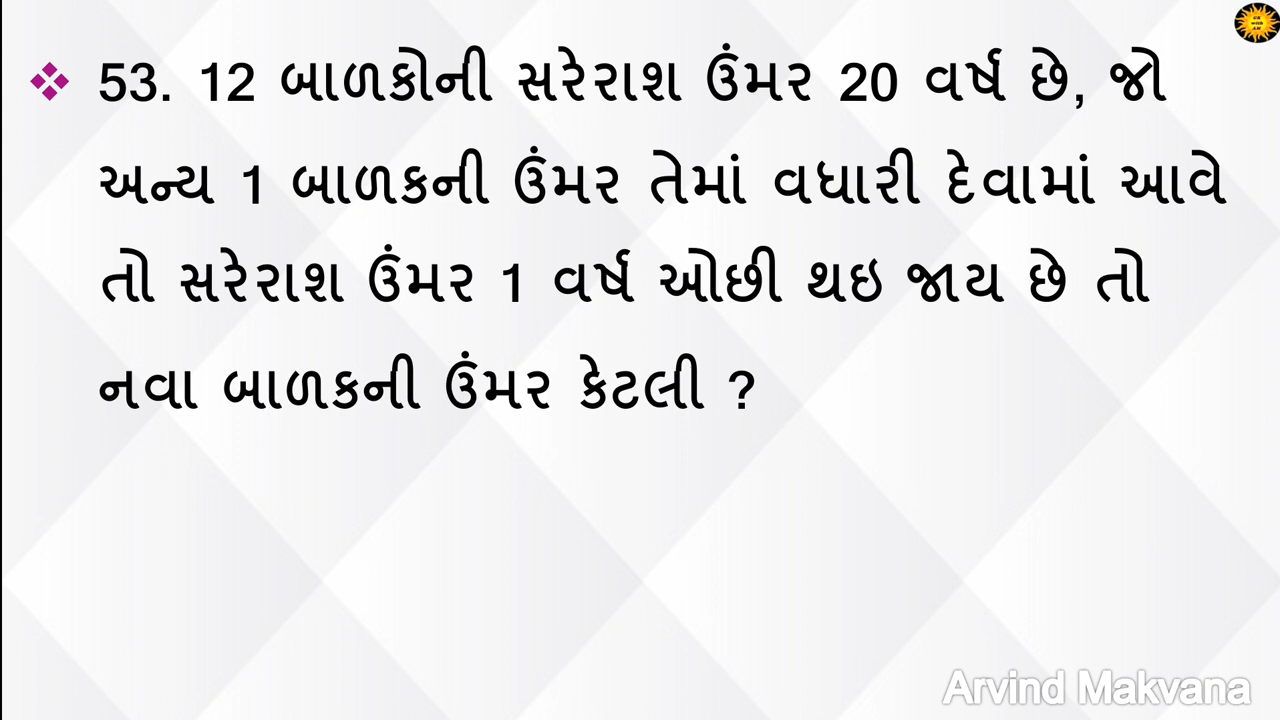 ❖ 53. 12 બાળકોની સરેરાશ ઉંમર 20 વર્ષ છે, જો
અન્ય 1 બાળકની ઉંમર તેમાં વધારી દેવામાં આવે
તો સરેરાશ ઉંમર 1 વર્ષ ઓછી થઇ જાય છે તો
નવા બાળકની ઉંમર કેટલી ?
Arvind Makvana